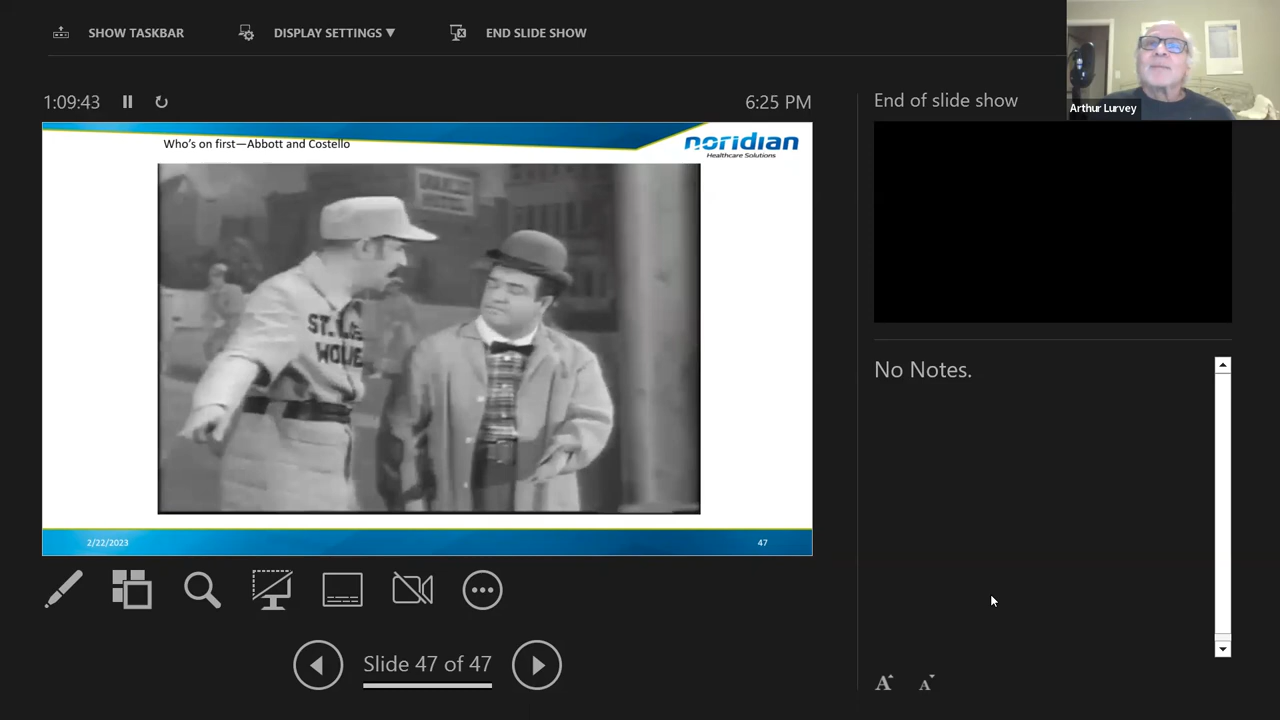 SHOW TASKBAR
DISPLAY SETTINGS ▼
END SLIDE SHOW
Arthur Lurvey
1:09:43
6:25 PM
End of slide show
Who's on first—Abbott and Costello
noridian
Healthcare Solutions
ST. L
WOLVE
No Notes.
2/22/2023
47
Slide 47 of 47
A A